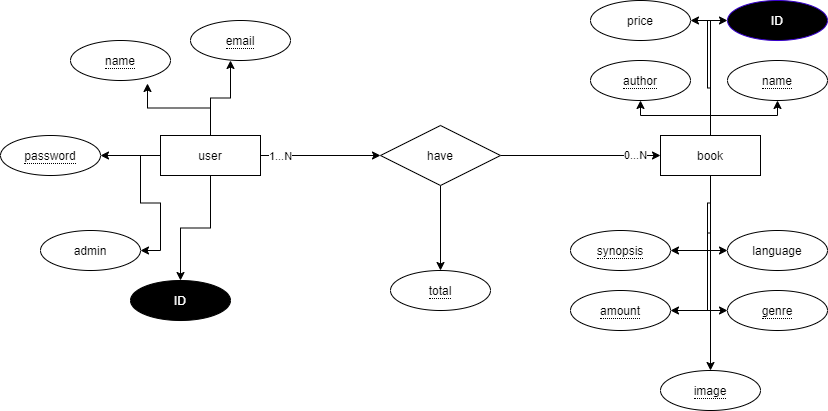 price
ID
email
name
author
name
password
user
1...N
have
0...N
book
admin
synopsis
language
ID
total
amount
genre
image